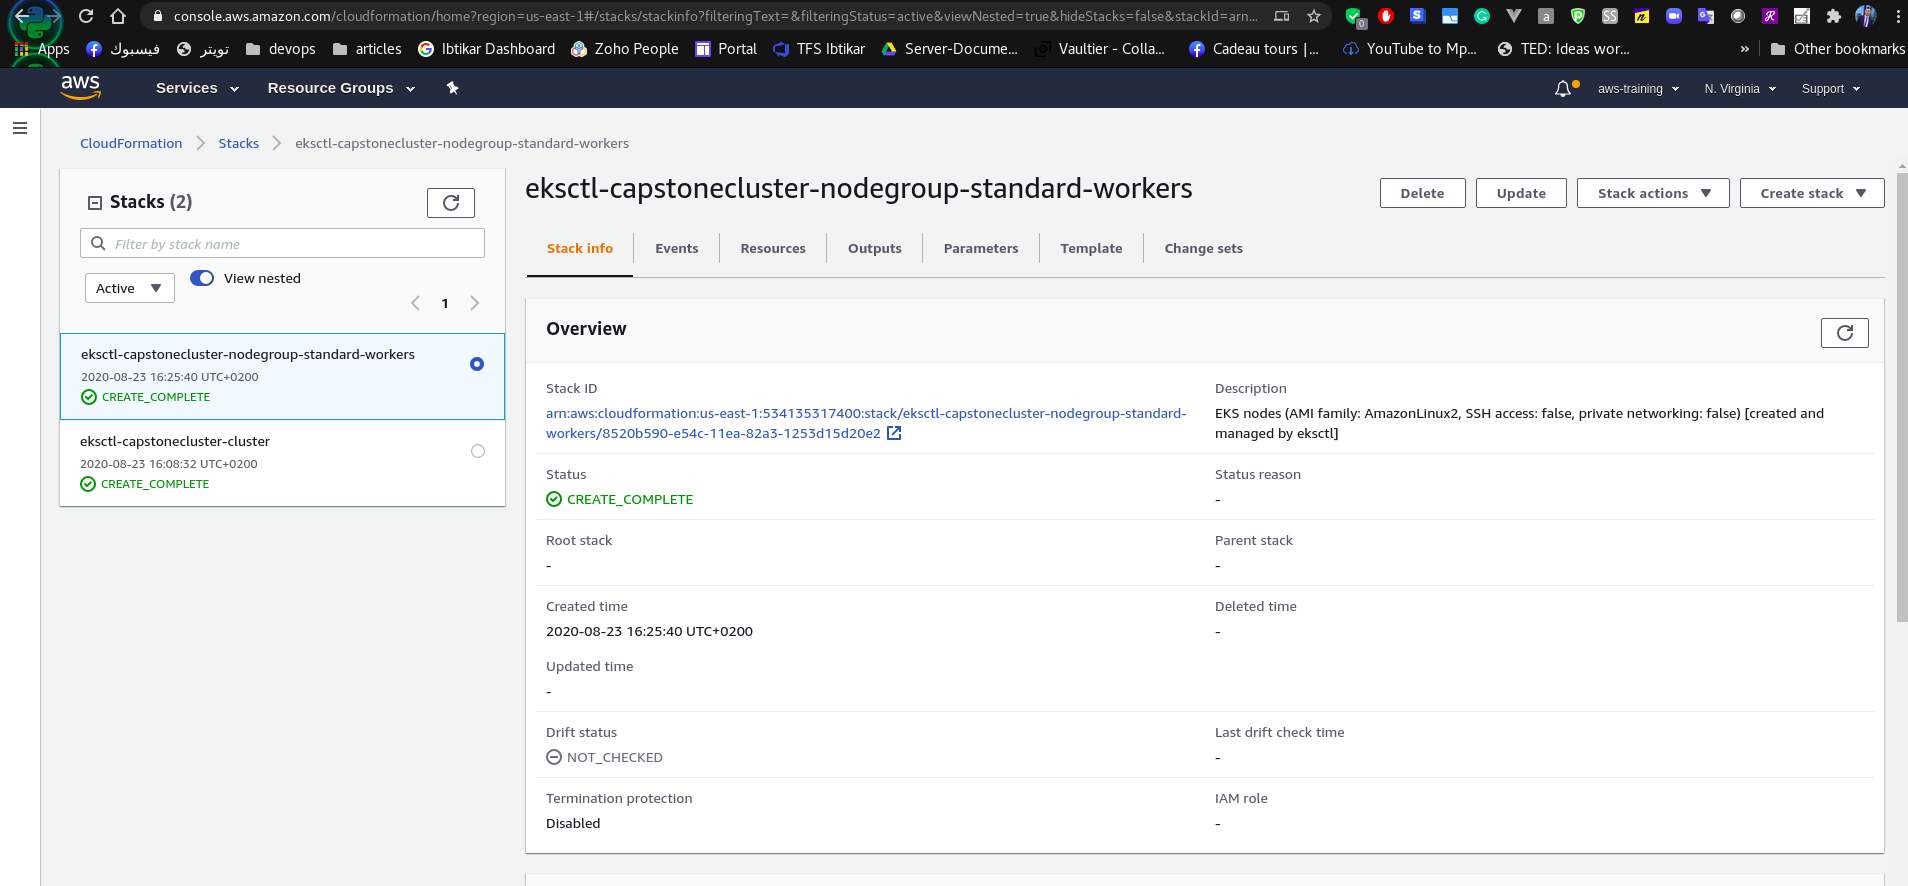 console.aws.amazon.com/cloudformation/home?region=us-east-1#/stacks/stackinfo?filteringText=&filteringStatus=active&viewNested=true&hideStacks=false&stackId=arn...
Apps فيسبوك تويتر devops articles Ibtikar Dashboard Zoho People Portal TFS Ibtikar Server-Docume... Vaultier - Colla... Cadeau tours |... YouTube to Mp... TED: Ideas wor... » Other bookmarks
aws Services Resource Groups aws-training N. Virginia Support
CloudFormation Stacks eksctl-capstonecluster-nodegroup-standard-workers
Stacks (2)
Filter by stack name
Active View nested
1
eksctl-capstonecluster-nodegroup-standard-workers
2020-08-23 16:25:40 UTC+0200
CREATE_COMPLETE
eksctl-capstonecluster-cluster
2020-08-23 16:08:32 UTC+0200
CREATE_COMPLETE
eksctl-capstonecluster-nodegroup-standard-workers
Delete Update Stack actions Create stack
Stack info Events Resources Outputs Parameters Template Change sets
Overview
Stack ID
arn:aws:cloudformation:us-east-1:534135317400:stack/eksctl-capstonecluster-nodegroup-standard-
workers/8520b590-e54c-11ea-82a3-1253d15d20e2
Description
EKS nodes (AMI family: AmazonLinux2, SSH access: false, private networking: false) [created and
managed by eksctl]
Status
CREATE_COMPLETE
Status reason
-
Root stack
-
Parent stack
-
Created time
2020-08-23 16:25:40 UTC+0200
Deleted time
-
Updated time
-
Drift status
NOT_CHECKED
Last drift check time
-
Termination protection
Disabled
IAM role
-